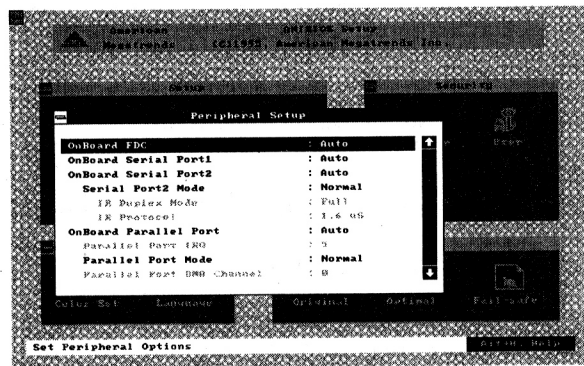 American AMIBIOS Setup
Megatrends (C)1995, American Megatrends Inc.
Setup Security
Peripheral Setup
OnBoard FDC : Auto
OnBoard Serial Port1 : Auto
OnBoard Serial Port2 : Auto
Serial Port2 Mode : Normal
IR Duplex Mode : Full
IR Protocol : 1.6 uS
OnBoard Parallel Port : Auto
Parallel Port IRQ : 5
Parallel Port Mode : Normal
Parallel Port DMA Channel : 0
User
Color Set Language Original Optimal Fail-safe
Set Peripheral Options Alt+H: Help